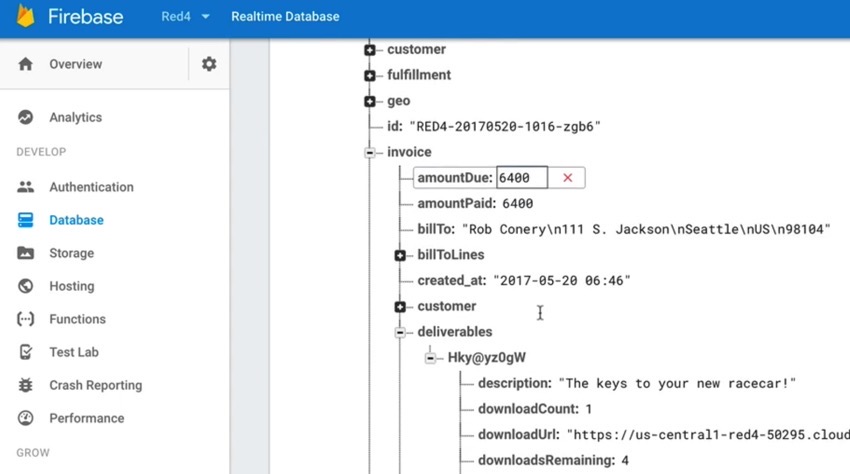 Firebase
Red4
Realtime Database
Overview
Analytics
DEVELOP
Authentication
Database
Storage
Hosting
Functions
Test Lab
Crash Reporting
Performance
GROW
customer
fulfillment
geo
id: "RED4-20170520-1016-zgb6"
invoice
amountDue: 6400
amountPaid: 6400
billTo: "Rob Conery\n111 S. Jackson\nSeattle\nUS\n98104"
billToLines
created_at: "2017-05-20 06:46"
customer
deliverables
Hky@yz0gW
description: "The keys to your new racecar!"
downloadCount: 1
downloadUrl: "https://us-central1-red4-50295.cloud
downloadsRemaining: 4